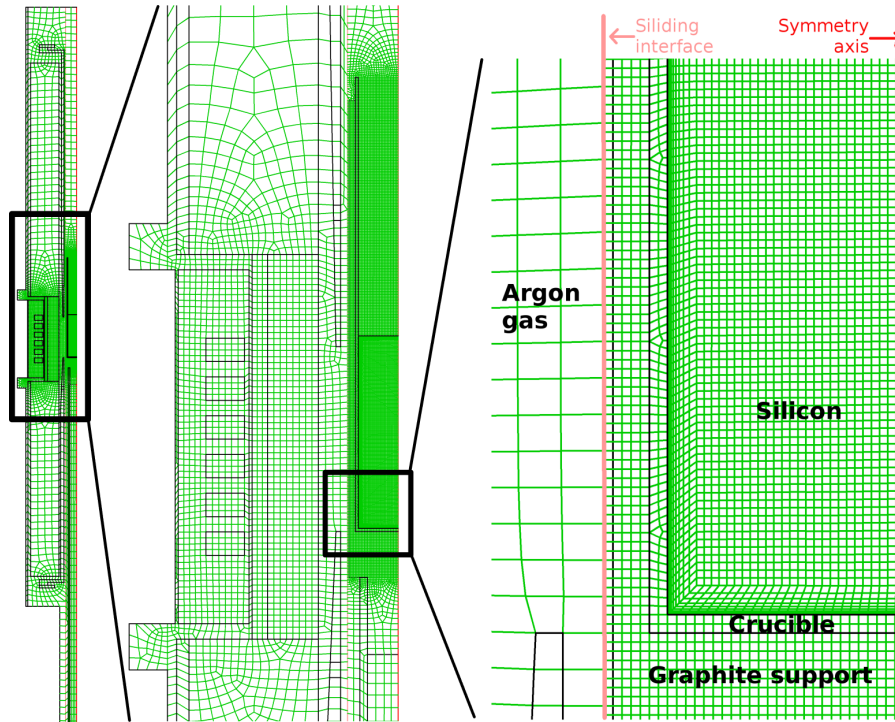 Siliding
interface
Symmetry
axis
Argon
gas
Silicon
Crucible
Graphite support